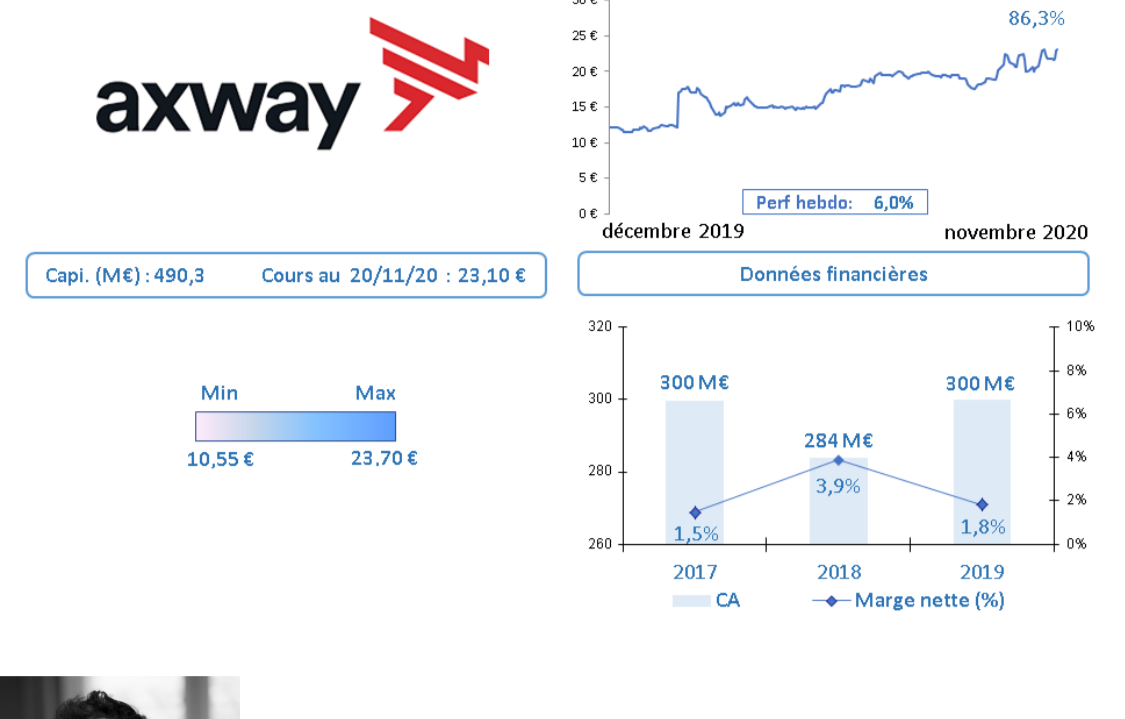 axway
30 €
86,3%
25 €
20 €
15 €
10 €
5 €
0 €
Perf hebdo: 6,0%
décembre 2019 novembre 2020
Capi. (M€) : 490,3 Cours au 20/11/20 : 23,10 €
Données financières
Min Max
10,55 € 23,70 €
320 10%
8%
300 M€ 300 M€
300
6%
284 M€
4%
280
3,9%
2%
1,5% 1,8%
260 0%
2017 2018 2019
CA Marge nette (%)